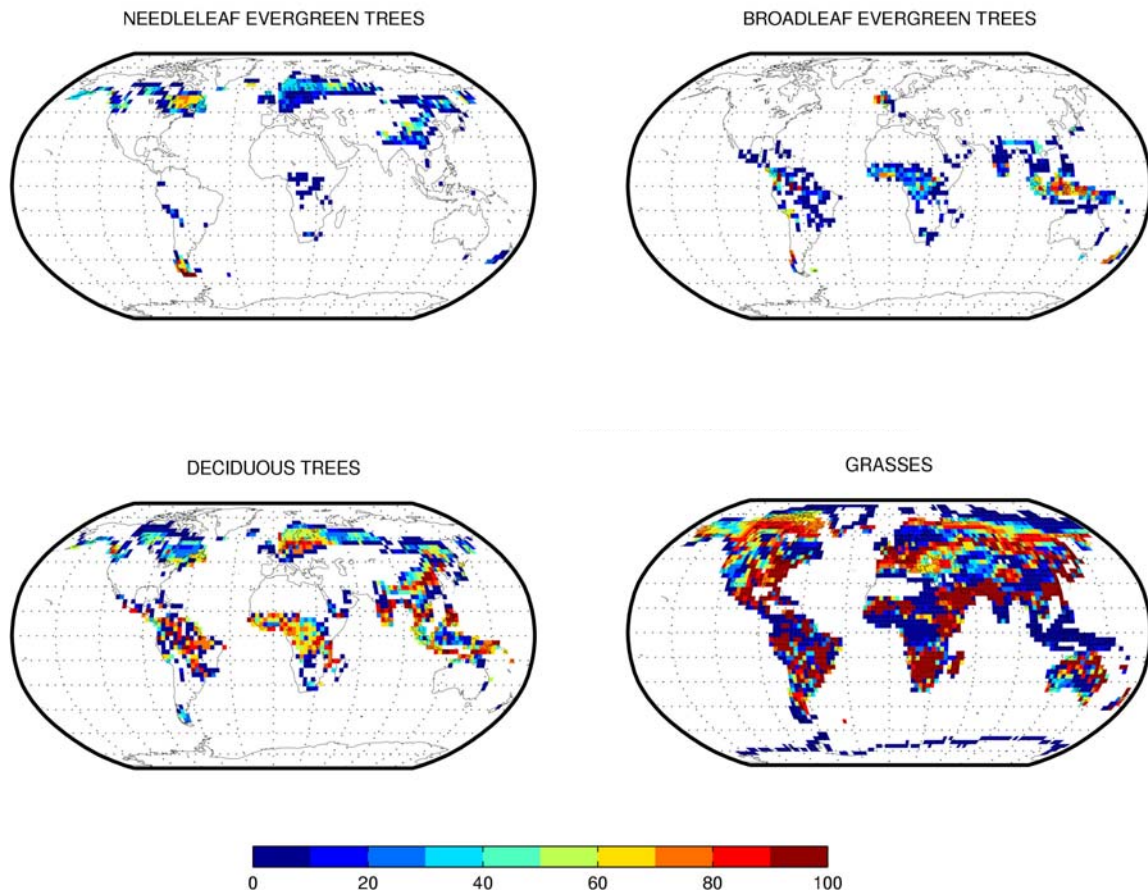 NEEDLELEAF EVERGREEN TREES
BROADLEAF EVERGREEN TREES
DECIDUOUS TREES
GRASSES
0 20 40 60 80 100